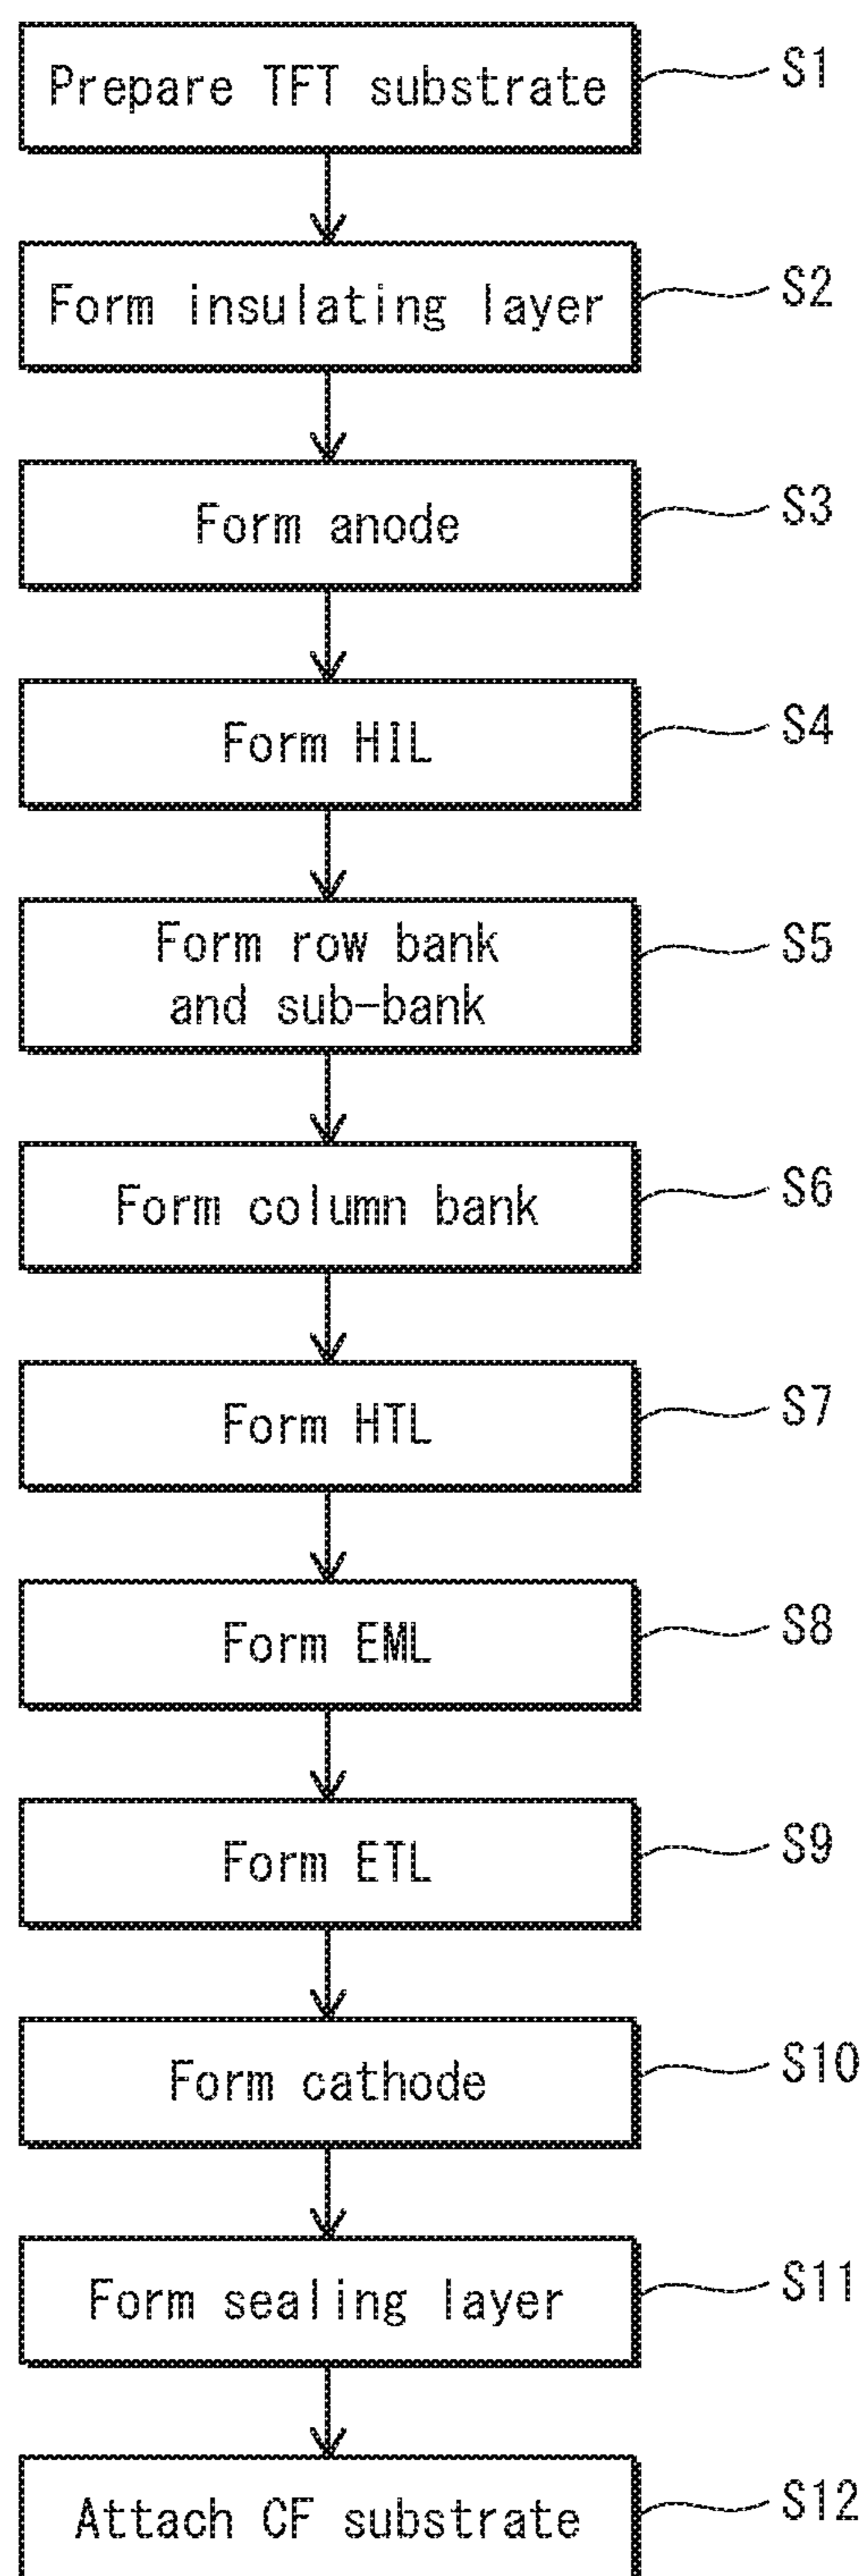 Prepare TFT substrate S1
Form insulating layer S2
Form anode S3
Form HIL S4
Form row bank
and sub-bank S5
Form column bank S6
Form HTL S7
Form EML S8
Form ETL S9
Form cathode S10
Form sealing layer S11
Attach CF substrate S12